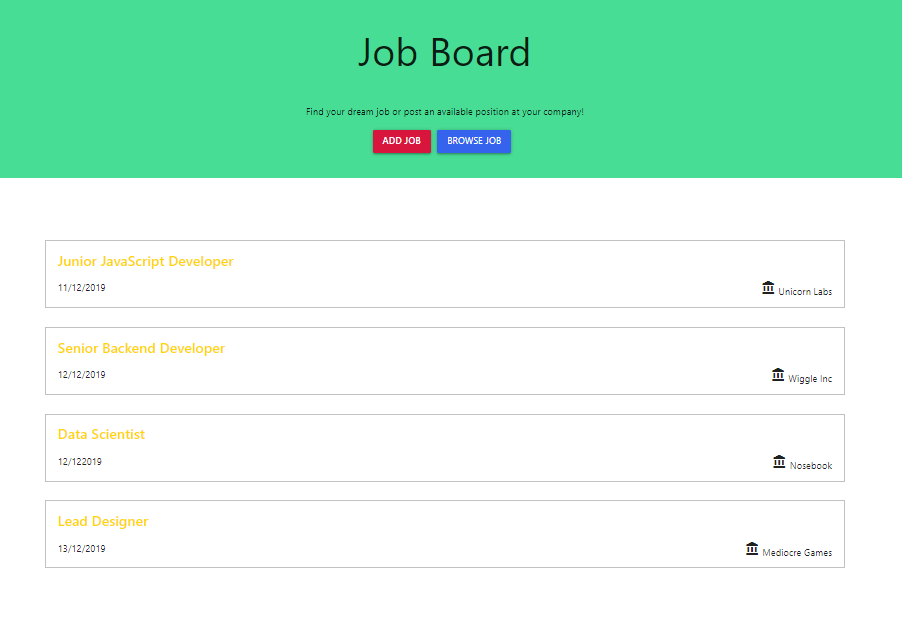 Job Board
Find your dream job or post an available position at your company!
ADD JOB BROWSE JOB
Junior JavaScript Developer
11/12/2019
Unicorn Labs
Senior Backend Developer
12/12/2019
Wiggle Inc
Data Scientist
12/122019
Nosebook
Lead Designer
13/12/2019
Mediocre Games